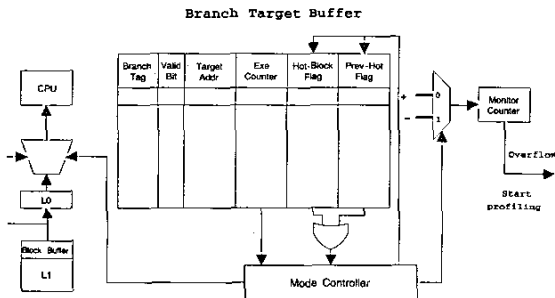 Branch Target Buffer
Branch Tag
Valid Bit
Target Addr
Exe Counter
Hot-Block Flag
Prev-Hot Flag
CPU
+
0
−
1
Monitor Counter
Overflow
Start profiling
L0
Block Buffer
L1
Mode Controller